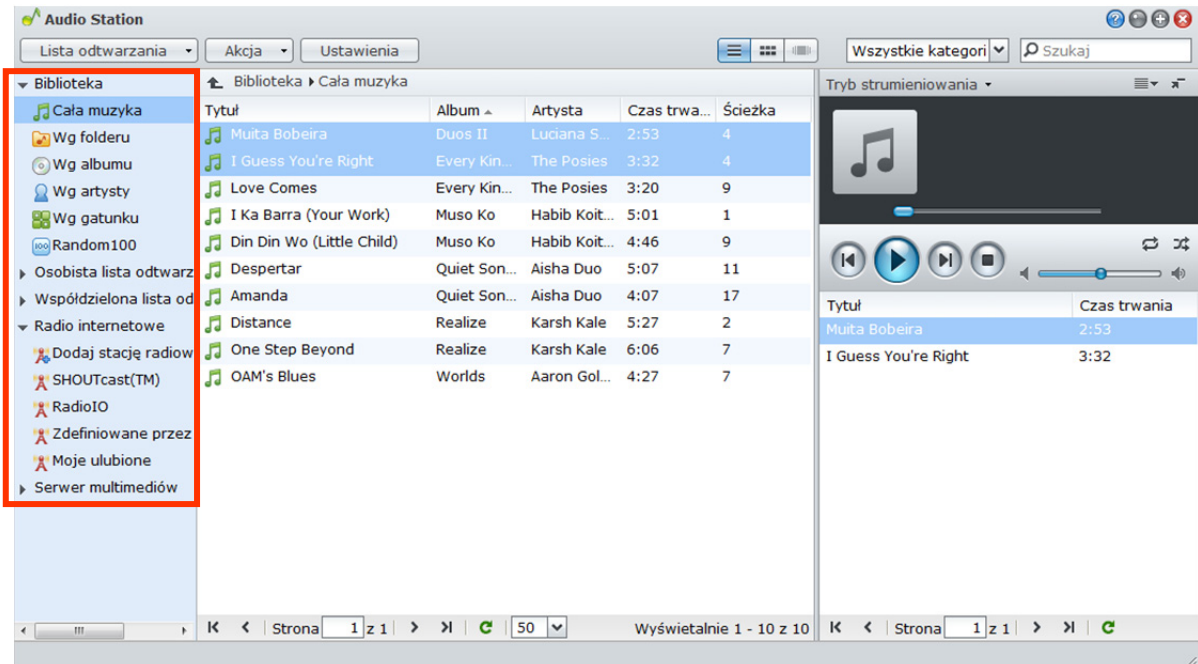 Audio Station
Lista odtwarzania Akcja Ustawienia Wszystkie kategori Szukaj
Biblioteka
Cała muzyka
Wg folderu
Wg albumu
Wg artysty
Wg gatunku
100 Random100
Osobista lista odtwarz
Współdzielona lista od
Radio internetowe
Dodaj stację radiow
SHOUTcast(TM)
RadioIO
Zdefiniowane przez
Moje ulubione
Serwer multimediów
Biblioteka Cała muzyka
Tytuł Album Artysta Czas trwa... Ścieżka
Muita Bobeira Duos II Luciana S... 2:53 4
I Guess You're Right Every Kin... The Posies 3:32 4
Love Comes Every Kin... The Posies 3:20 9
I Ka Barra (Your Work) Muso Ko Habib Koit... 5:01 1
Din Din Wo (Little Child) Muso Ko Habib Koit... 4:46 9
Despertar Quiet Son... Aisha Duo 5:07 11
Amanda Quiet Son... Aisha Duo 4:07 17
Distance Realize Karsh Kale 5:27 2
One Step Beyond Realize Karsh Kale 6:06 7
OAM's Blues Worlds Aaron Gol... 4:27 7
Strona 1 z 1 50 Wyświetalnie 1 - 10 z 10
Tryb strumieniowania
Tytuł Czas trwania
Muita Bobeira 2:53
I Guess You're Right 3:32
Strona 1 z 1